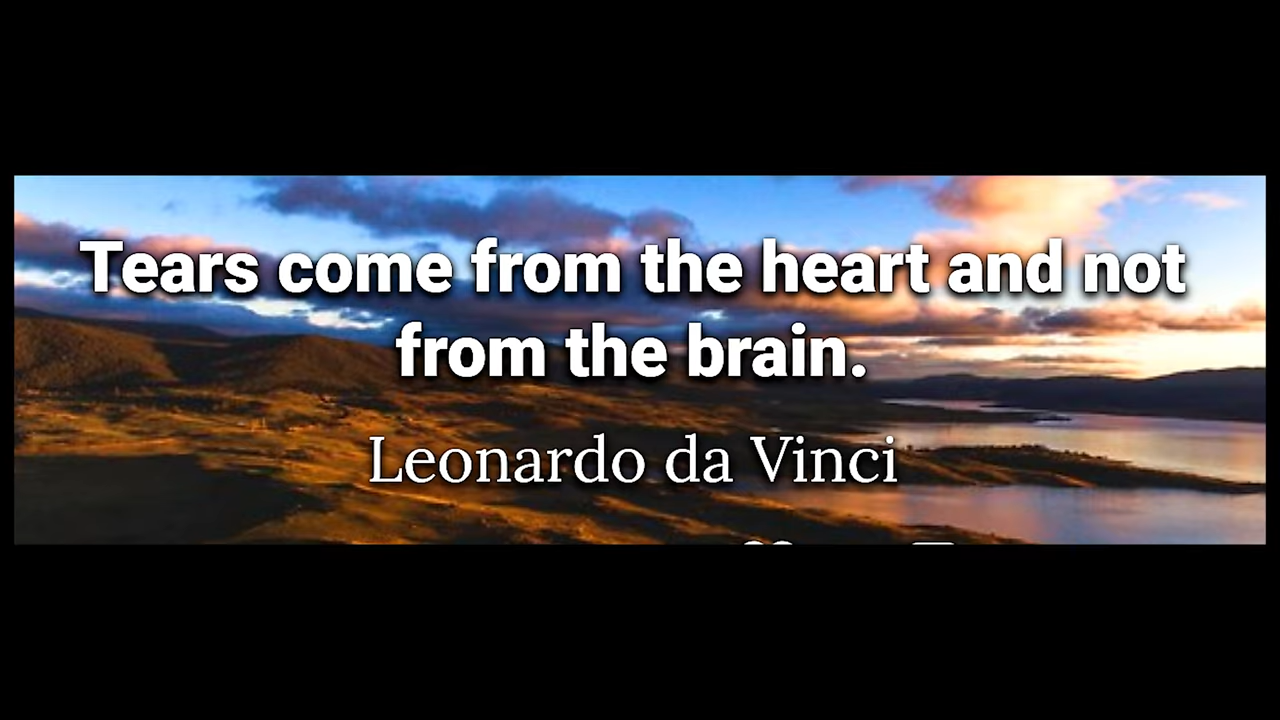 Tears come from the heart and not
from the brain.
Leonardo da Vinci